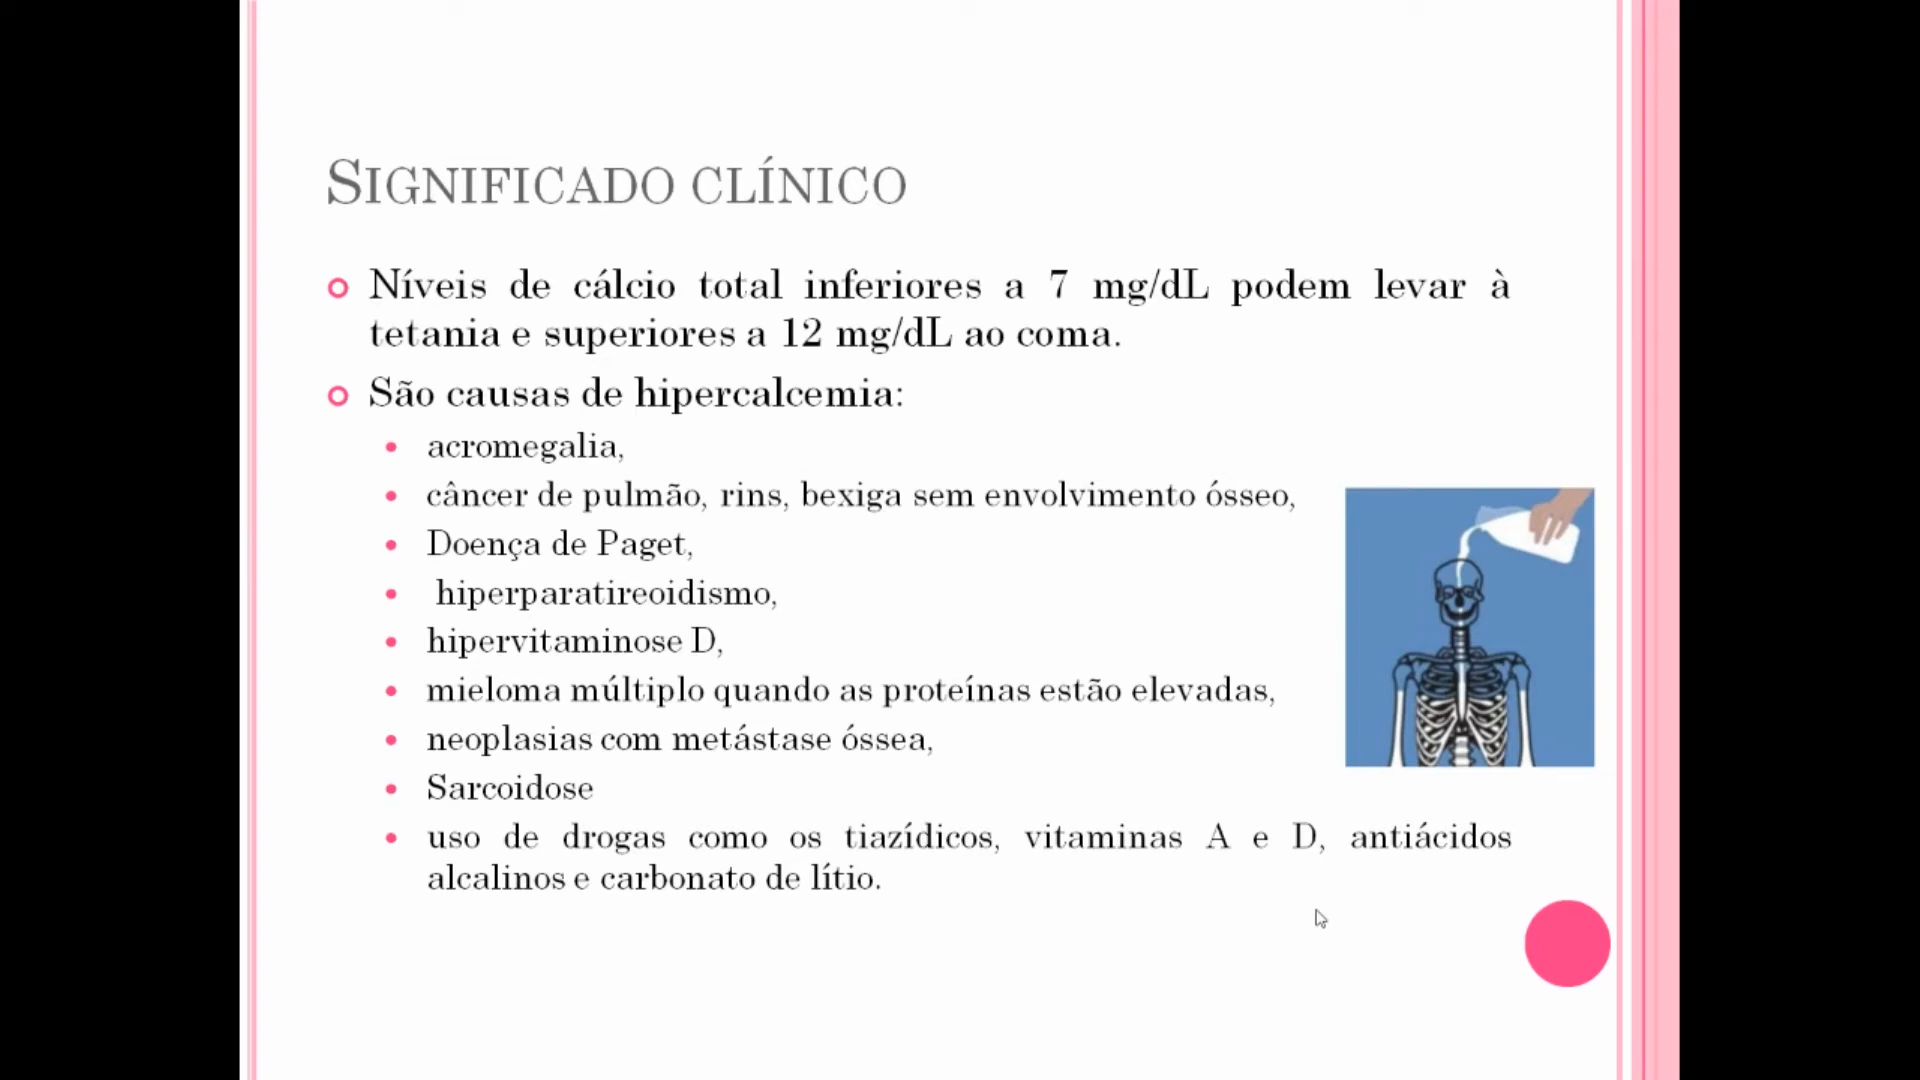 SIGNIFICADO CLÍNICO
Níveis de cálcio total inferiores a 7 mg/dL podem levar à
tetania e superiores a 12 mg/dL ao coma.
São causas de hipercalcemia:
acromegalia,
câncer de pulmão, rins, bexiga sem envolvimento ósseo,
Doença de Paget,
hiperparatireoidismo,
hipervitaminose D,
mieloma múltiplo quando as proteínas estão elevadas,
neoplasias com metástase óssea,
Sarcoidose
uso de drogas como os tiazídicos, vitaminas A e D, antiácidos
alcalinos e carbonato de lítio.